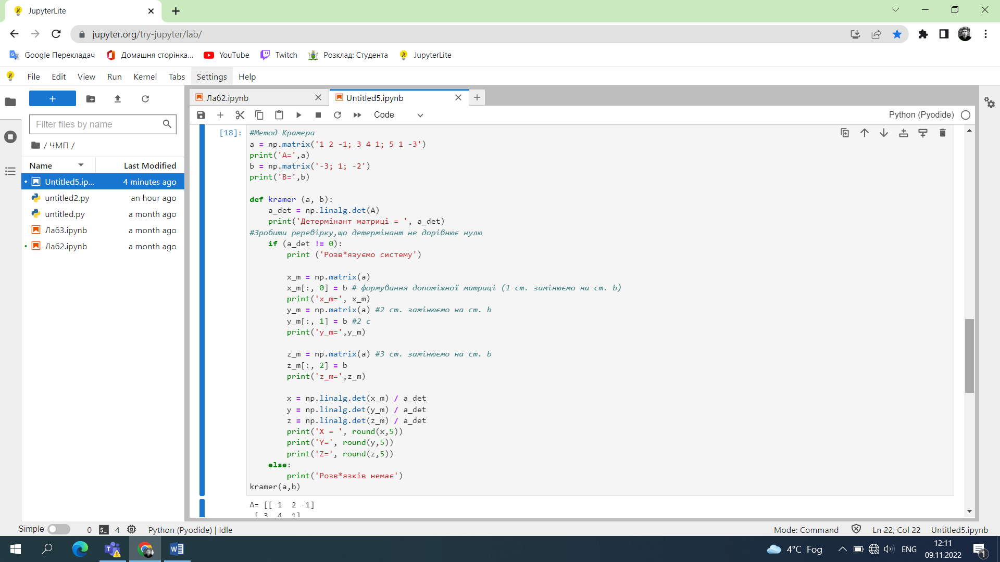 JupyterLite
jupyter.org/try-jupyter/lab/
Google Перекладач
Домашня сторінка...
YouTube
Twitch
Розклад: Студента
JupyterLite
File Edit View Run Kernel Tabs Settings Help
Лаб2.ipynb
Untitled5.ipynb
Code
Python (Pyodide)
Filter files by name
/ ЧМП /
Name Last Modified
Untitled5.ip... 4 minutes ago
untitled2.py an hour ago
untitled.py a month ago
Лаб3.ipynb a month ago
Лаб2.ipynb a month ago
[18]:
#Метод Крамера
a = np.matrix('1 2 -1; 3 4 1; 5 1 -3')
print('A=',a)
b = np.matrix('-3; 1; -2')
print('B=',b)
def kramer (a, b):
a_det = np.linalg.det(A)
print('Детермінант матриці = ', a_det)
#Зробити реревірку,що детермінант не дорівнює нулю
if (a_det != 0):
print ('Розв*язуємо систему')
x_m = np.matrix(a)
x_m[:, 0] = b # формування допоміжної матриці (1 ст. замінюємо на ст. b)
print('x_m=', x_m)
y_m = np.matrix(a) #2 ст. замінюємо на ст. b
y_m[:, 1] = b #2 с
print('y_m=',y_m)
z_m = np.matrix(a) #3 ст. замінюємо на ст. b
z_m[:, 2] = b
print('z_m=',z_m)
x = np.linalg.det(x_m) / a_det
y = np.linalg.det(y_m) / a_det
z = np.linalg.det(z_m) / a_det
print('X = ', round(x,5))
print('Y=', round(y,5))
print('Z=', round(z,5))
else:
print('Розв*язків немає')
kramer(a,b)
A= [[ 1  2 -1]
[ 3  4  1]
Simple 0 4 Python (Pyodide) | Idle
Mode: Command Ln 22, Col 22 Untitled5.ipynb
4°C Fog
ENG
12:11
09.11.2022
1